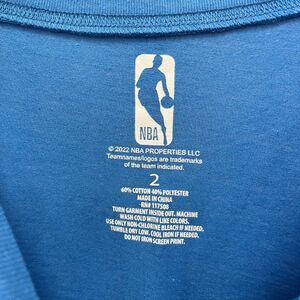 NBA
© 2022 NBA PROPERTIES LLC
Teamnames/logos are trademarks
of the team indicated.
2
60% COTTON 40% POLYESTER
MADE IN CHINA
RN# 117509
TURN GARMENT INSIDE OUT. MACHINE
WASH COLD WITH LIKE COLORS.
USE ONLY NON-CHLORINE BLEACH IF NEEDED.
TUMBLE DRY LOW. COOL IRON IF NEEDED.
DO NOT IRON SCREEN PRINT.